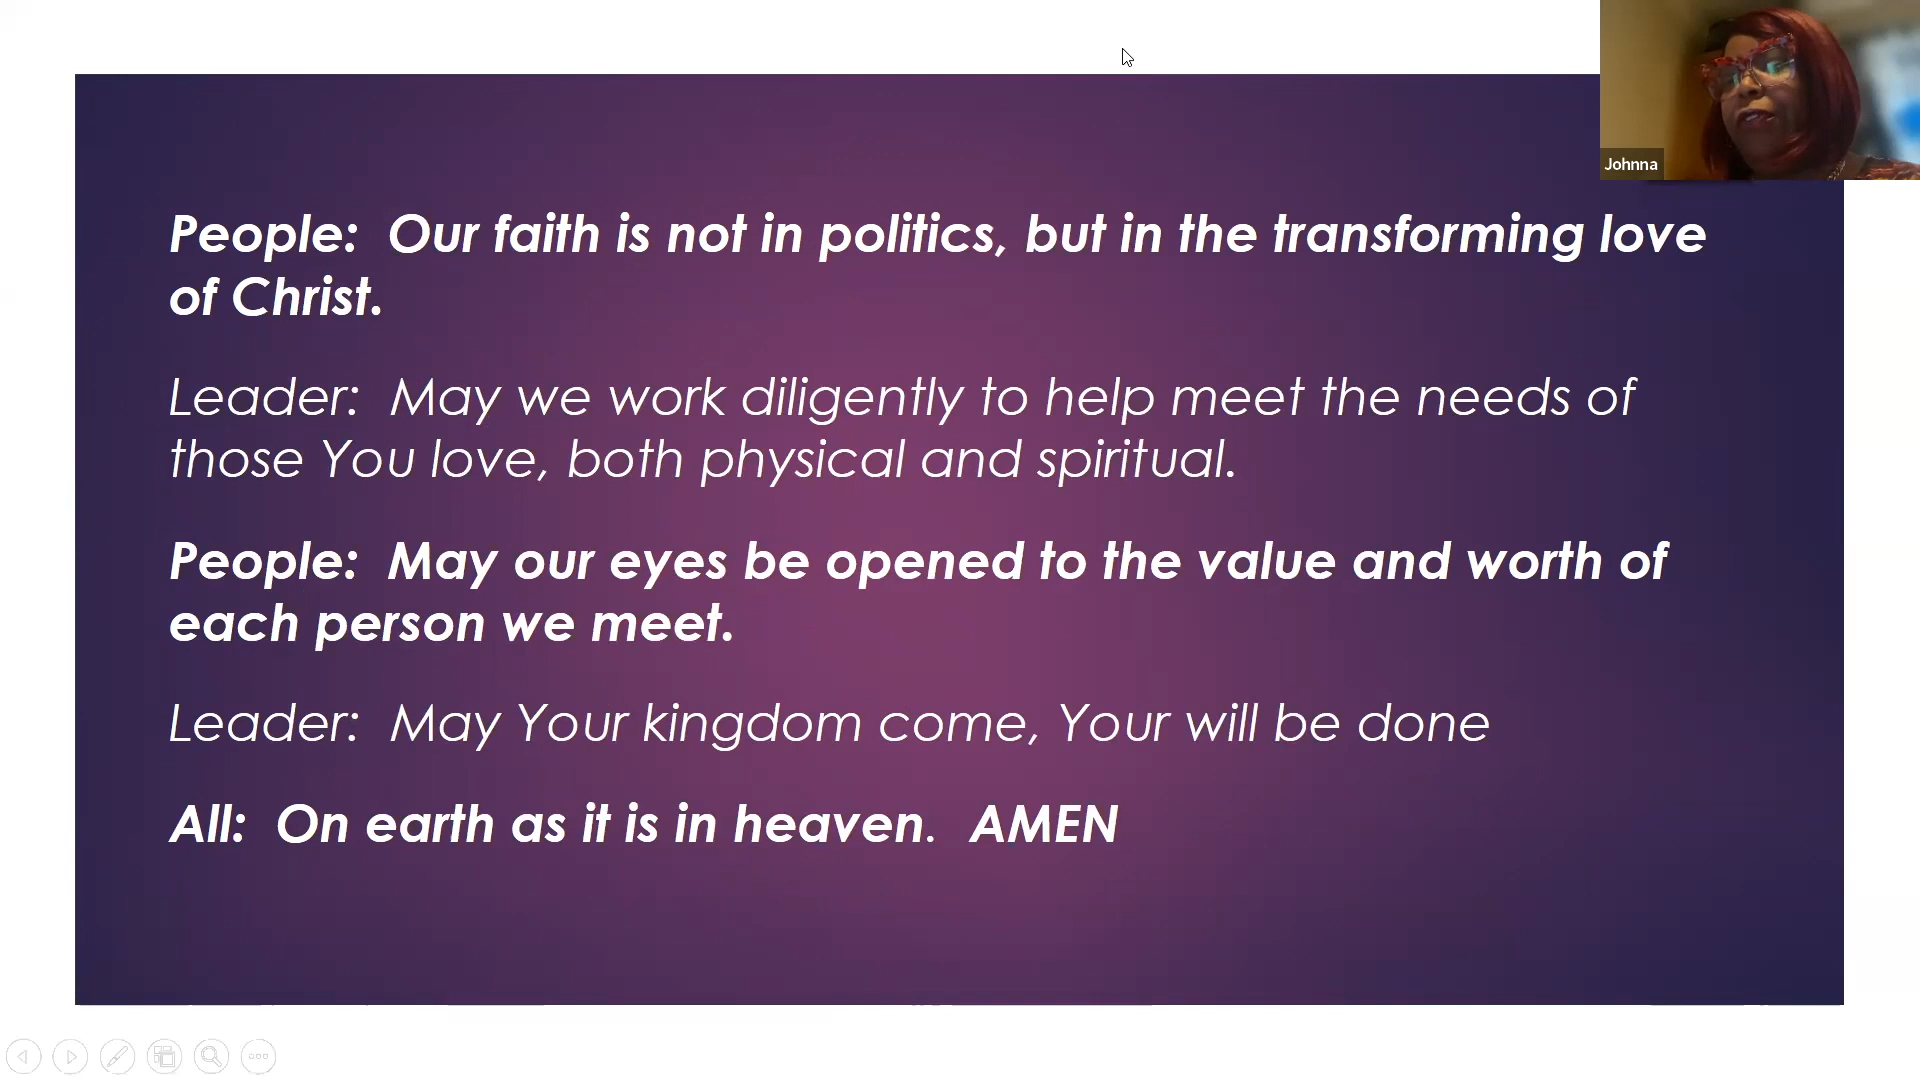 Johnna
People:  Our faith is not in politics, but in the transforming love
of Christ.
Leader:  May we work diligently to help meet the needs of
those You love, both physical and spiritual.
People:  May our eyes be opened to the value and worth of
each person we meet.
Leader:  May Your kingdom come, Your will be done
All:  On earth as it is in heaven.  AMEN